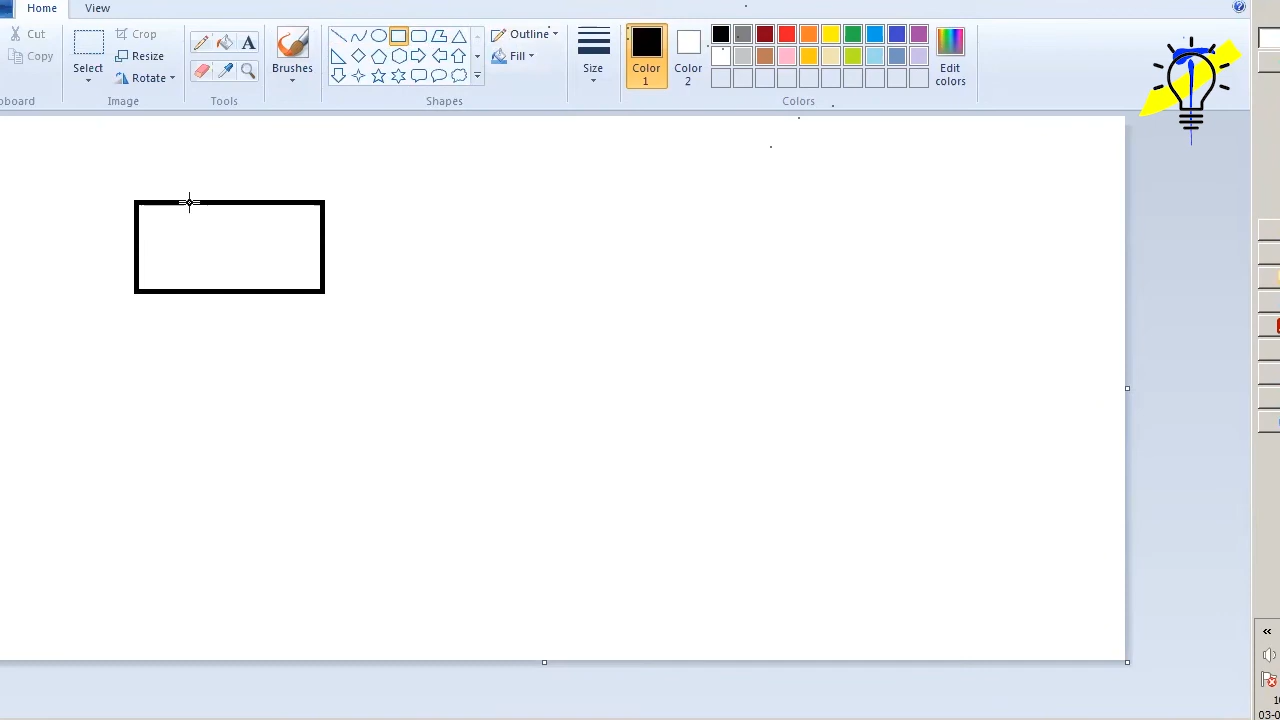 Home View
Cut
Copy
Select
Crop
Resize
Rotate
A
Brushes
Outline
Fill
Size
Color 1
Color 2
Edit colors
Image
Tools
Shapes
Colors